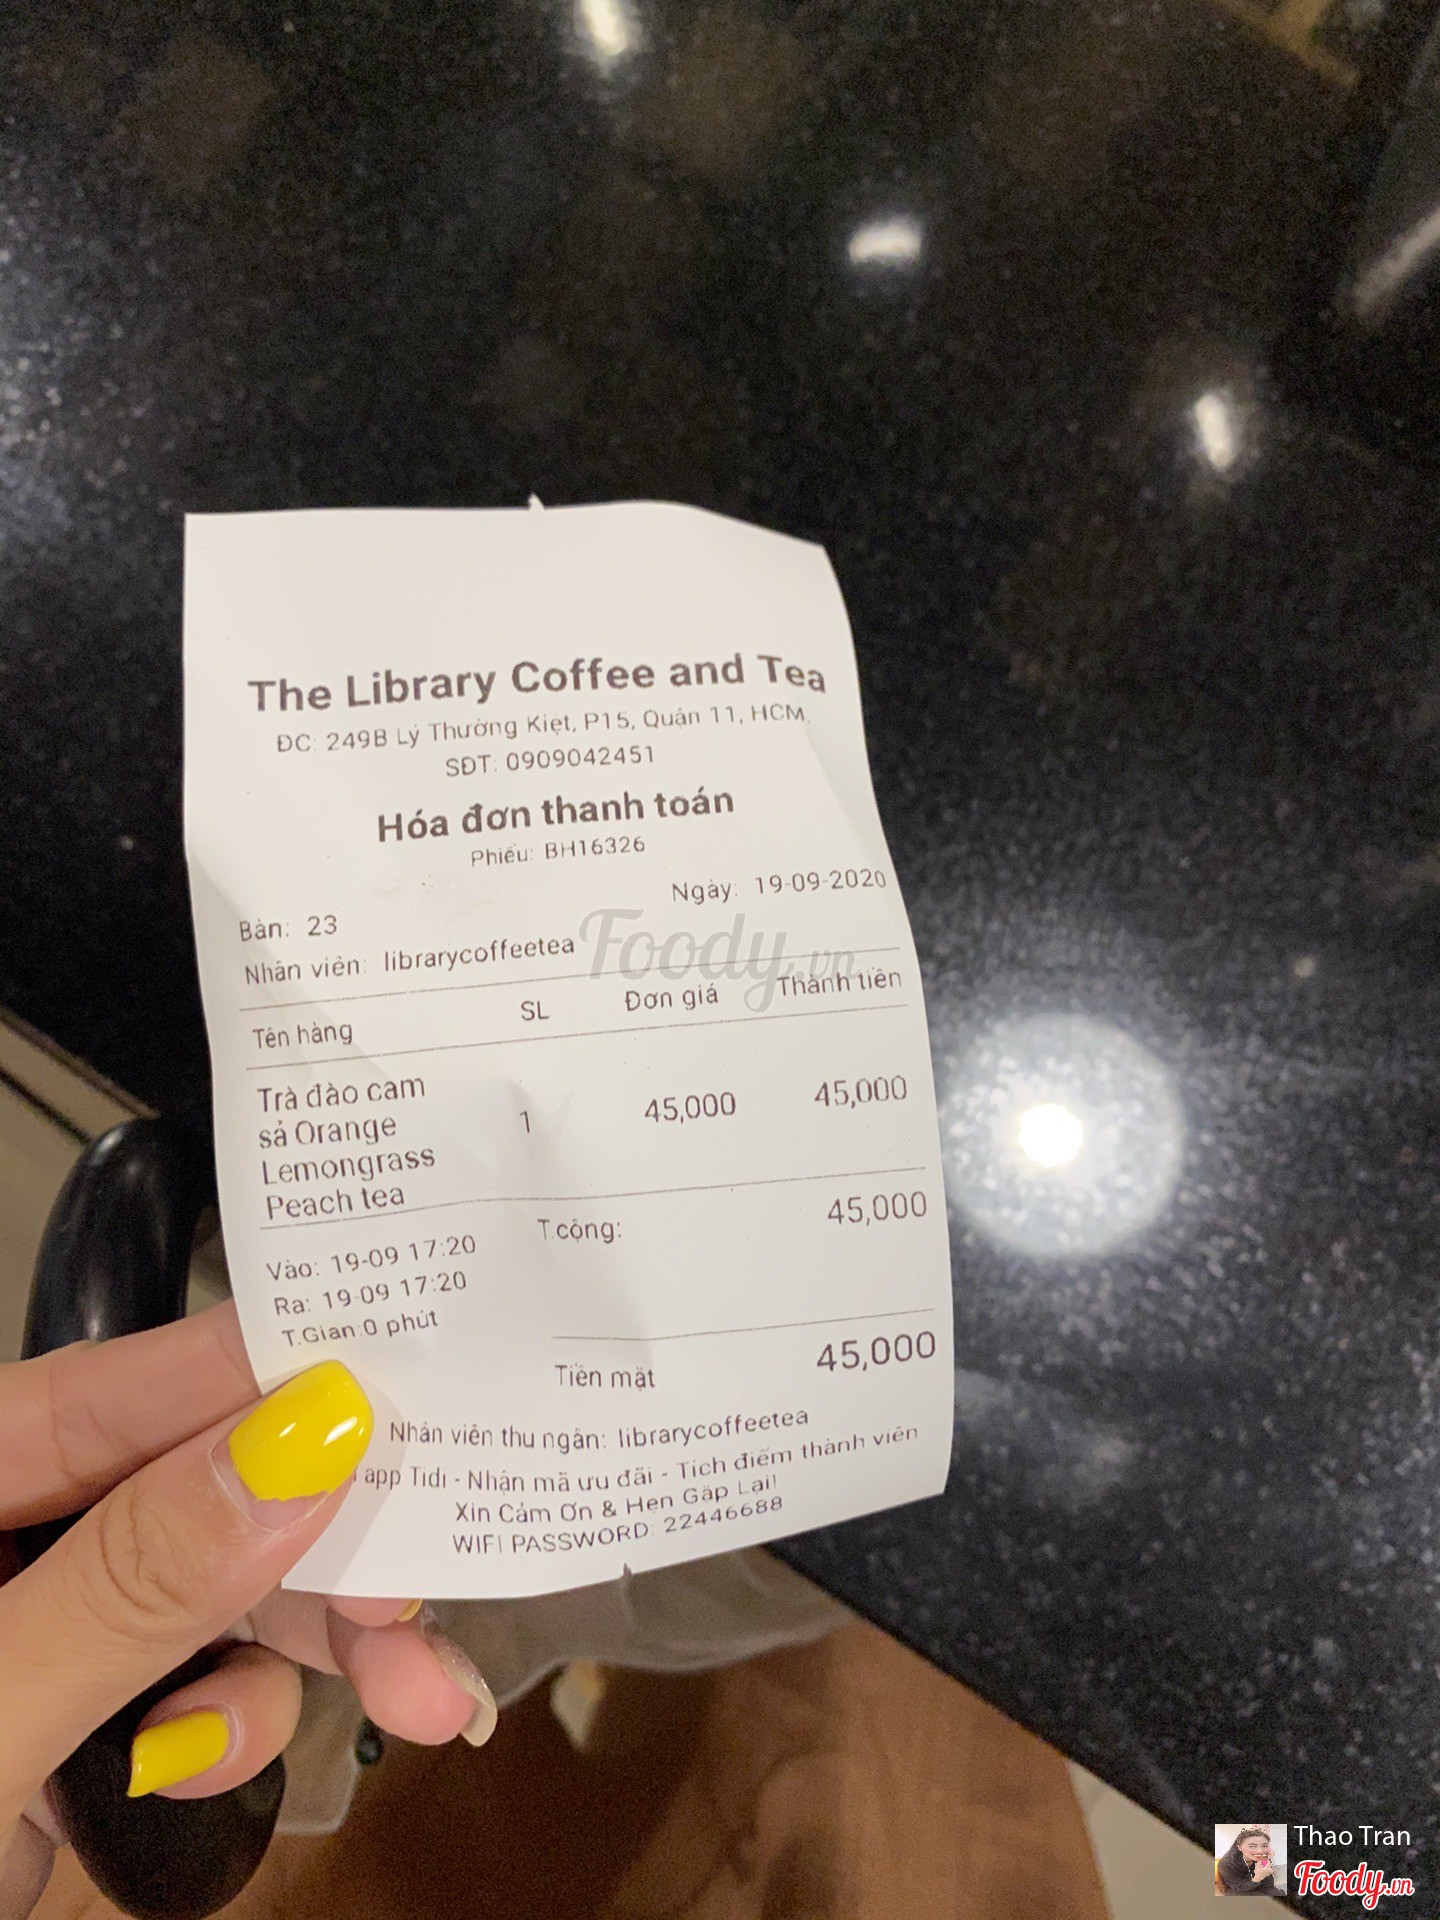 The Library Coffee and Tea
ĐC: 249B Lý Thường Kiệt, P15, Quận 11, HCM.
SĐT: 0909042451
Hóa đơn thanh toán
Phiếu: BH16326
Ngày: 19-09-2020
Bàn: 23
Nhân viên: librarycoffeetea
Foody.vn
Tên hàng SL Đơn giá Thành tiền
Trà đào cam
sả Orange
Lemongrass
Peach tea
1 45,000 45,000
T.cộng: 45,000
Vào: 19-09 17:20
Ra: 19-09 17:20
T.Gian:0 phút
Tiền mặt 45,000
Nhân viên thu ngân: librarycoffeetea
app Tidi - Nhận mã ưu đãi - Tích điểm thành viên
Xin Cảm Ơn & Hẹn Gặp Lại!
WIFI PASSWORD: 22446688
Thao Tran
Foody.vn